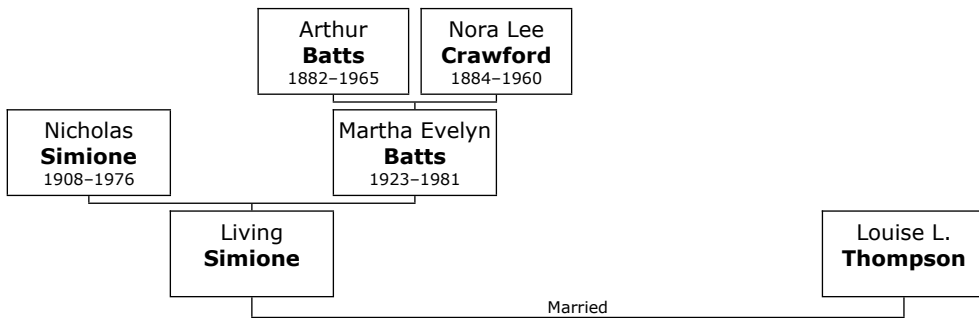 Arthur
Batts
1882–1965
Nora Lee
Crawford
1884–1960
Nicholas
Simione
1908–1976
Martha Evelyn
Batts
1923–1981
Living
Simione
Louise L.
Thompson
Married